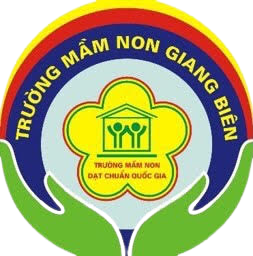 TRƯỜNG MẦM NON GIANG BIÊN
TRƯỜNG MẦM NON
ĐẠT CHUẨN QUỐC GIA